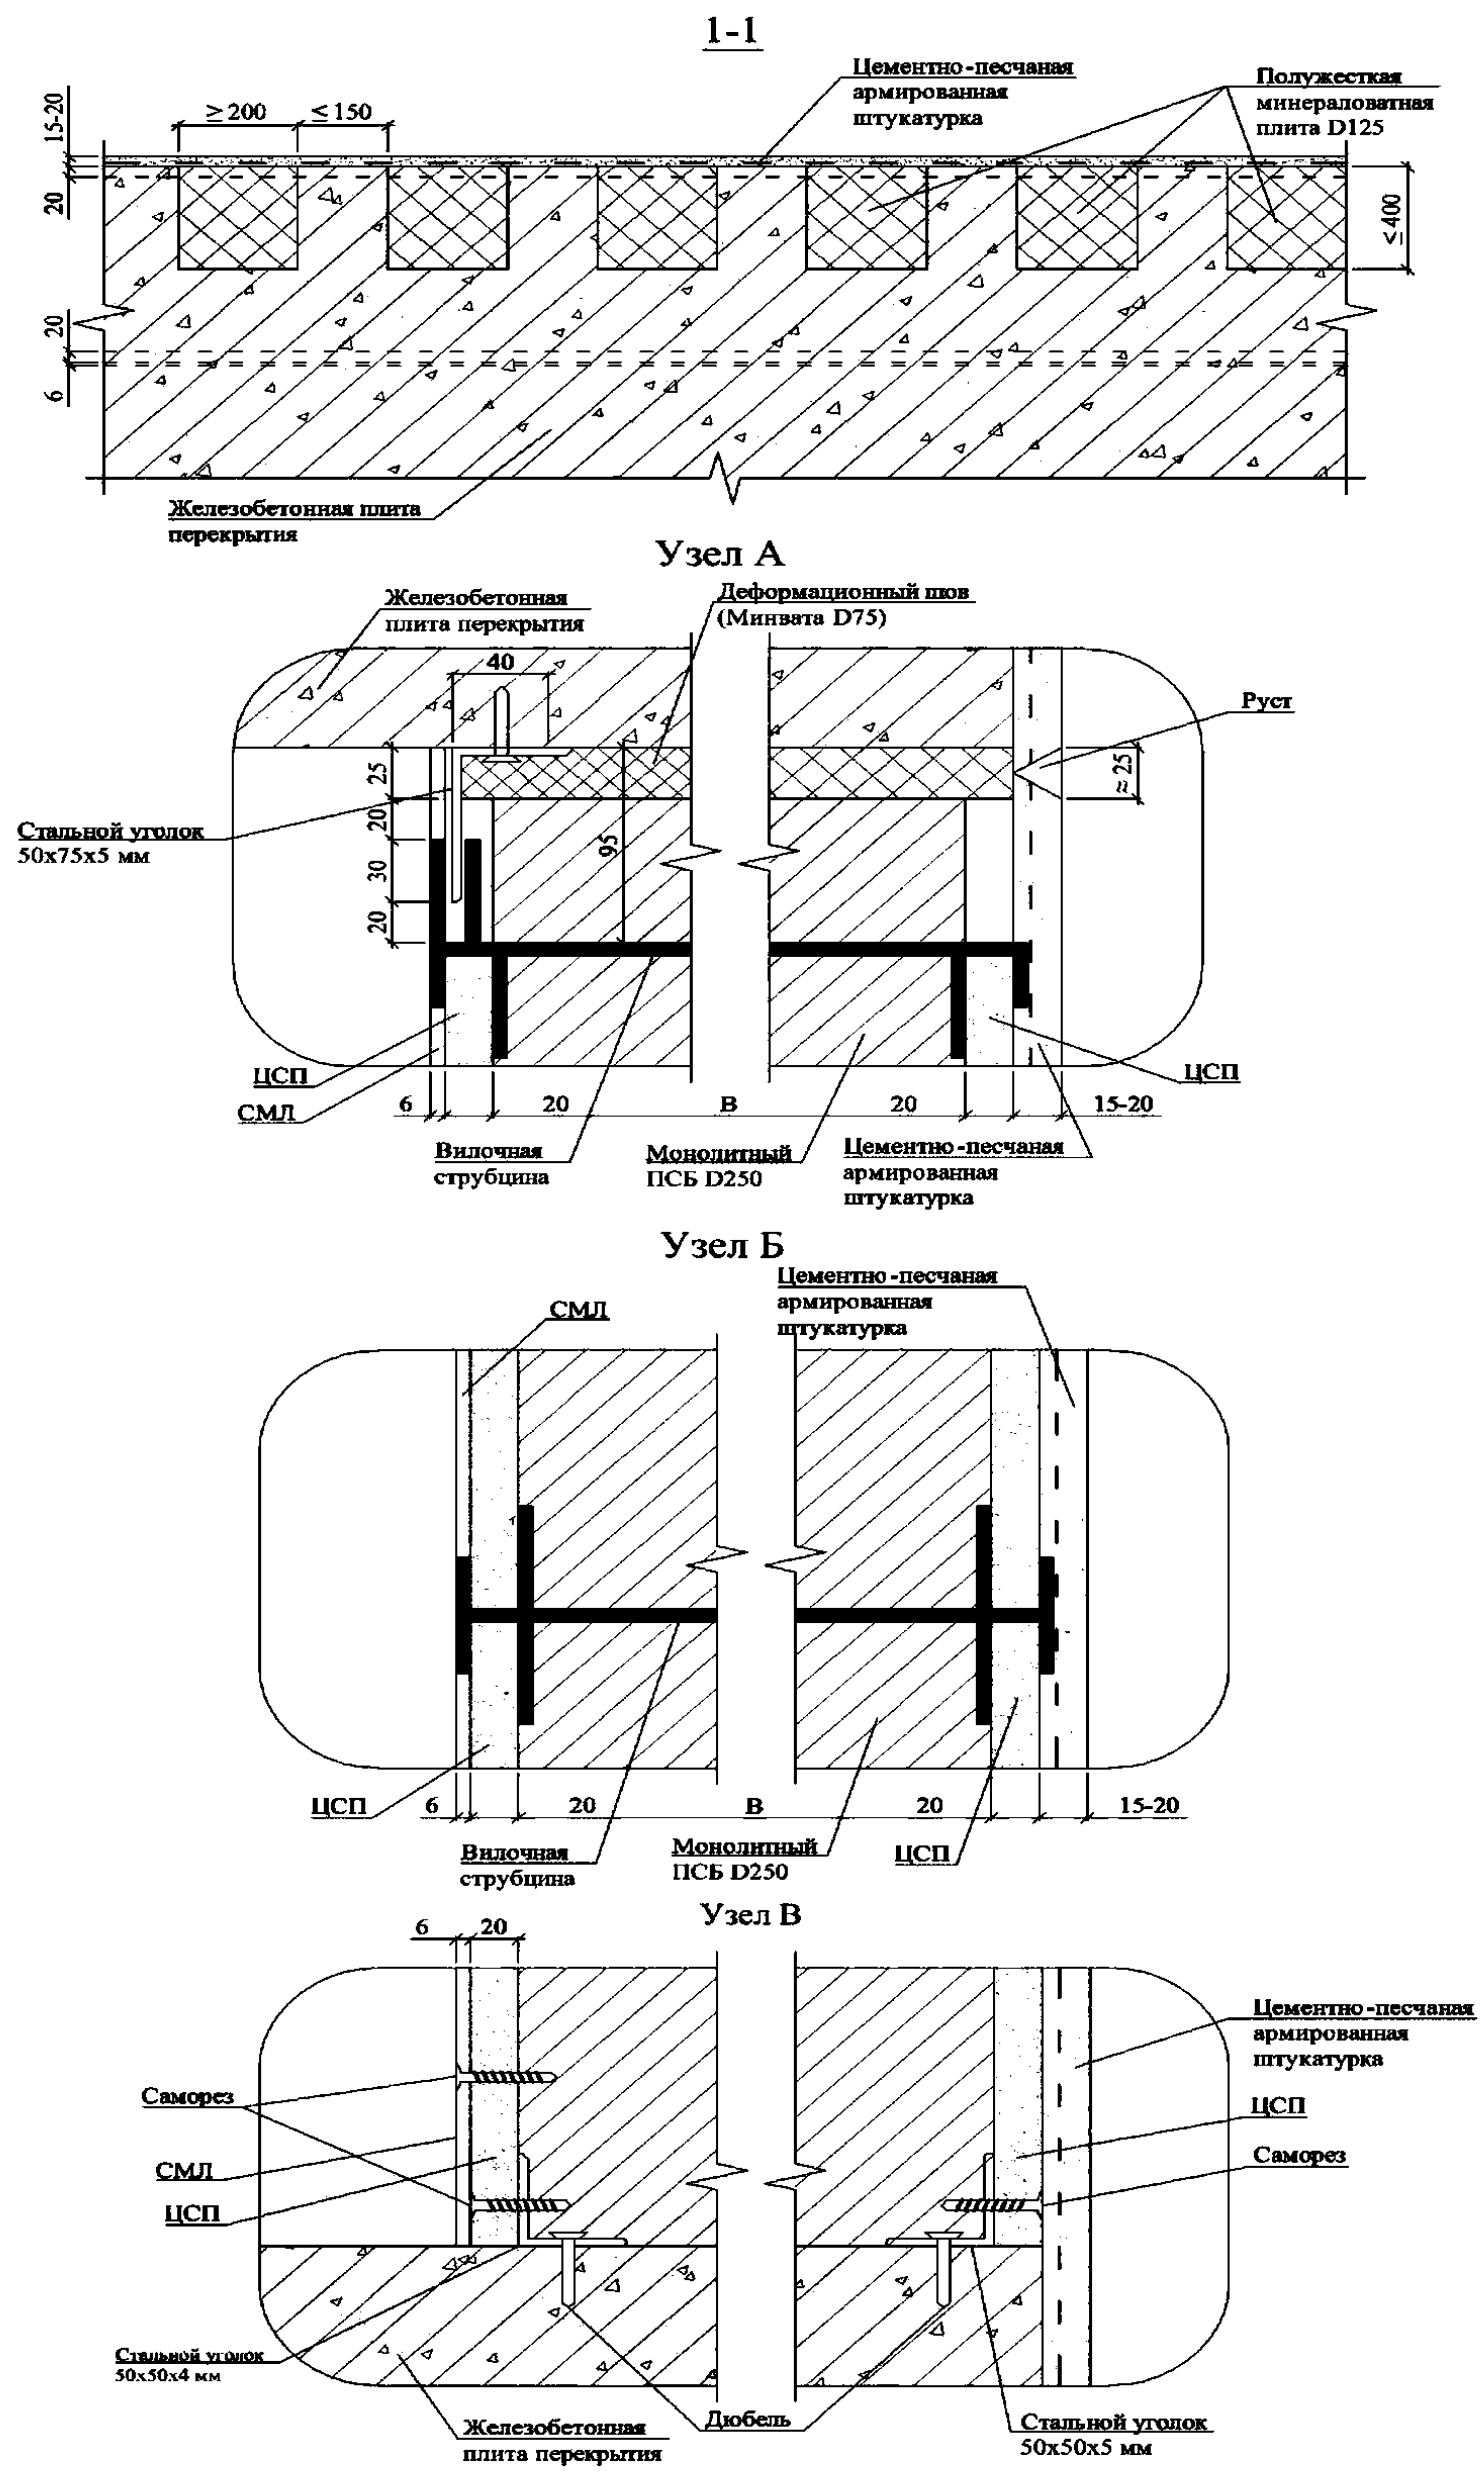 1-1
Цементно-песчаная
армированная
штукатурка
Полужесткая
минераловатная
плита D125
15-20
≥200
≤150
20
≤400
20
6
Железобетонная плита
перекрытия
Узел А
Железобетонная
плита перекрытия
Деформационный шов
(Минвата D75)
40
Руст
25
≈25
20
Стальной уголок
50х75х5 мм
95
30
20
ЦСП
ЦСП
СМЛ
6
20
В
20
15-20
Вилочная
струбцина
Монолитный
ПСБ D250
Цементно-песчаная
армированная
штукатурка
Узел Б
Цементно-песчаная
армированная
штукатурка
СМЛ
ЦСП
6
20
В
20
15-20
Вилочная
струбцина
Монолитный
ПСБ D250
ЦСП
Узел В
6
20
Цементно-песчаная
армированная
штукатурка
Саморез
ЦСП
СМЛ
Саморез
ЦСП
Стальной уголок
50х50х4 мм
Железобетонная
плита перекрытия
Дюбель
Стальной уголок
50х50х5 мм